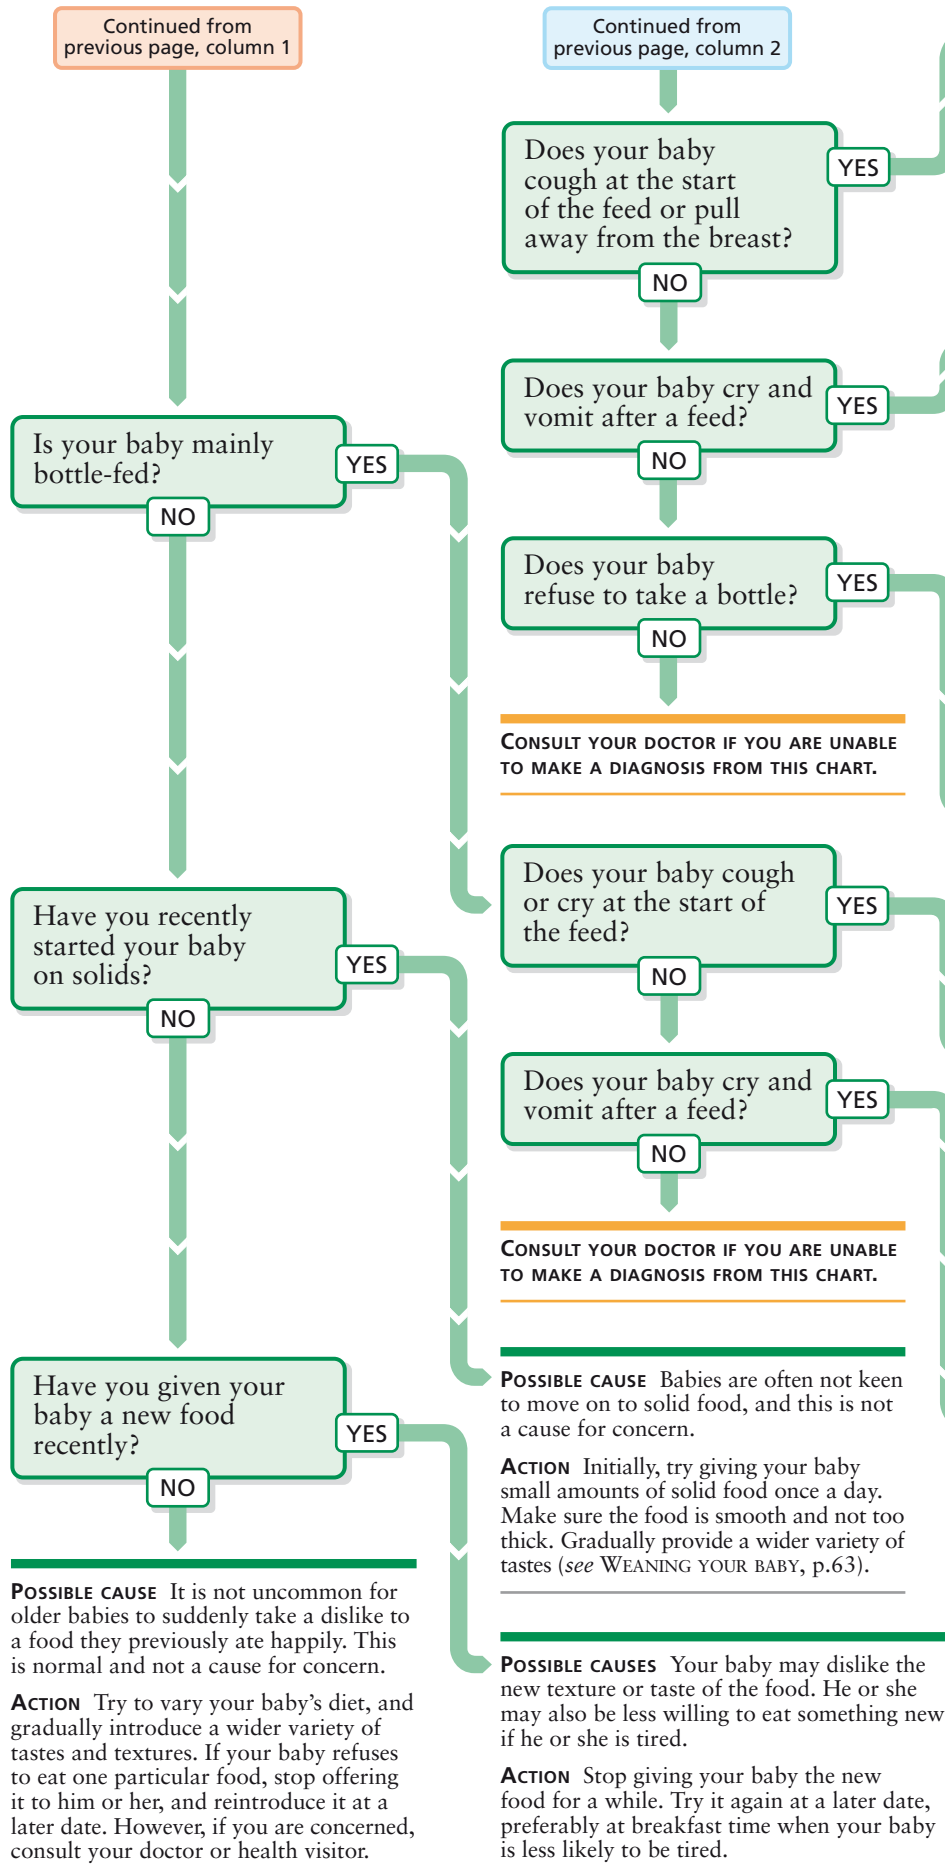 Continued from
previous page, column 1
Is your baby mainly
bottle-fed?
YES
NO
Have you recently
started your baby
on solids?
YES
NO
Have you given your
baby a new food
recently?
YES
NO
POSSIBLE CAUSE It is not uncommon for
older babies to suddenly take a dislike to
a food they previously ate happily. This
is normal and not a cause for concern.
ACTION Try to vary your baby's diet, and
gradually introduce a wider variety of
tastes and textures. If your baby refuses
to eat one particular food, stop offering
it to him or her, and reintroduce it at a
later date. However, if you are concerned,
consult your doctor or health visitor.
Continued from
previous page, column 2
Does your baby
cough at the start
of the feed or pull
away from the breast?
YES
NO
Does your baby cry and
vomit after a feed?
YES
NO
Does your baby
refuse to take a bottle?
YES
NO
CONSULT YOUR DOCTOR IF YOU ARE UNABLE
TO MAKE A DIAGNOSIS FROM THIS CHART.
Does your baby cough
or cry at the start of
the feed?
YES
NO
Does your baby cry and
vomit after a feed?
YES
NO
CONSULT YOUR DOCTOR IF YOU ARE UNABLE
TO MAKE A DIAGNOSIS FROM THIS CHART.
POSSIBLE CAUSE Babies are often not keen
to move on to solid food, and this is not
a cause for concern.
ACTION Initially, try giving your baby
small amounts of solid food once a day.
Make sure the food is smooth and not too
thick. Gradually provide a wider variety of
tastes (see WEANING YOUR BABY, p.63).
POSSIBLE CAUSES Your baby may dislike the
new texture or taste of the food. He or she
may also be less willing to eat something new
if he or she is tired.
ACTION Stop giving your baby the new
food for a while. Try it again at a later date,
preferably at breakfast time when your baby
is less likely to be tired.